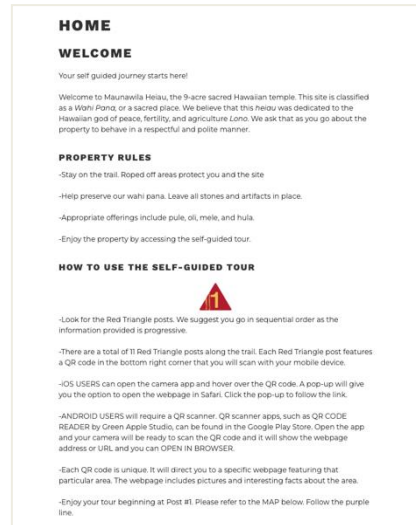 HOME
WELCOME
Your self guided journey starts here!
Welcome to Maunawila Heiau, the 9-acre sacred Hawaiian temple. This site is classified
as a Wahi Pana, or a sacred place. We believe that this heiau was dedicated to the
Hawaiian god of peace, fertility, and agriculture Lono. We ask that as you go about the
property to behave in a respectful and polite manner.
PROPERTY RULES
-Stay on the trail. Roped off areas protect you and the site
-Help preserve our wahi pana. Leave all stones and artifacts in place.
-Appropriate offerings include pule, oli, mele, and hula.
-Enjoy the property by accessing the self-guided tour.
HOW TO USE THE SELF-GUIDED TOUR
1
-Look for the Red Triangle posts. We suggest you go in sequential order as the
information provided is progressive.
-There are a total of 11 Red Triangle posts along the trail. Each Red Triangle post features
a QR code in the bottom right corner that you will scan with your mobile device.
-iOS USERS can open the camera app and hover over the QR code. A pop-up will give
you the option to open the webpage in Safari. Click the pop-up to follow the link.
-ANDROID USERS will require a QR scanner. QR scanner apps, such as QR CODE
READER by Green Apple Studio, can be found in the Google Play Store. Open the app
and your camera will be ready to scan the QR code and it will show the webpage
address or URL and you can OPEN IN BROWSER.
-Each QR code is unique. It will direct you to a specific webpage featuring that
particular area. The webpage includes pictures and interesting facts about the area.
-Enjoy your tour beginning at Post #1. Please refer to the MAP below. Follow the purple
line.